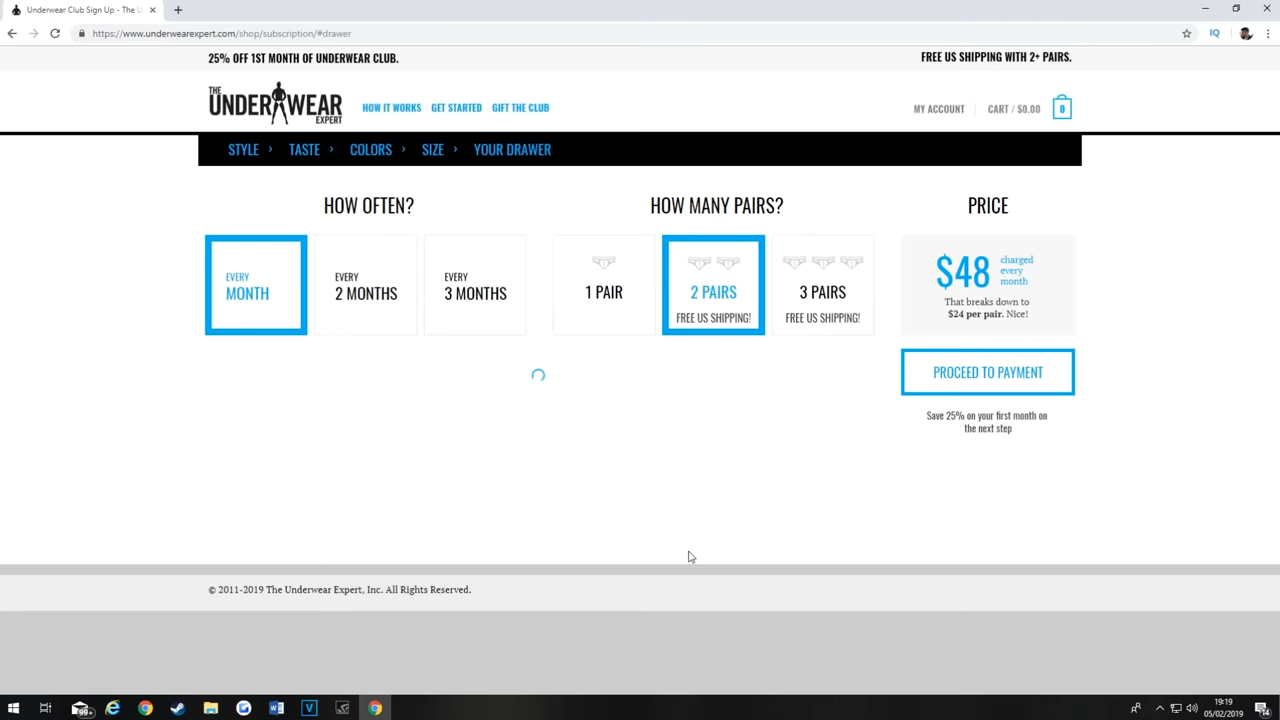 Underwear Club Sign Up - The U
https://www.underwearexpert.com/shop/subscription/#drawer
IQ
25% OFF 1ST MONTH OF UNDERWEAR CLUB.
FREE US SHIPPING WITH 2+ PAIRS.
THE UNDERWEAR EXPERT
HOW IT WORKS
GET STARTED
GIFT THE CLUB
MY ACCOUNT
CART / $0.00
0
STYLE › TASTE › COLORS › SIZE › YOUR DRAWER
HOW OFTEN?
HOW MANY PAIRS?
PRICE
EVERY
MONTH
EVERY
2 MONTHS
EVERY
3 MONTHS
1 PAIR
2 PAIRS
FREE US SHIPPING!
3 PAIRS
FREE US SHIPPING!
$48
charged
every
month
That breaks down to
$24 per pair. Nice!
PROCEED TO PAYMENT
Save 25% on your first month on
the next step
© 2011-2019 The Underwear Expert, Inc. All Rights Reserved.
99+
V
19:19
05/02/2019
14